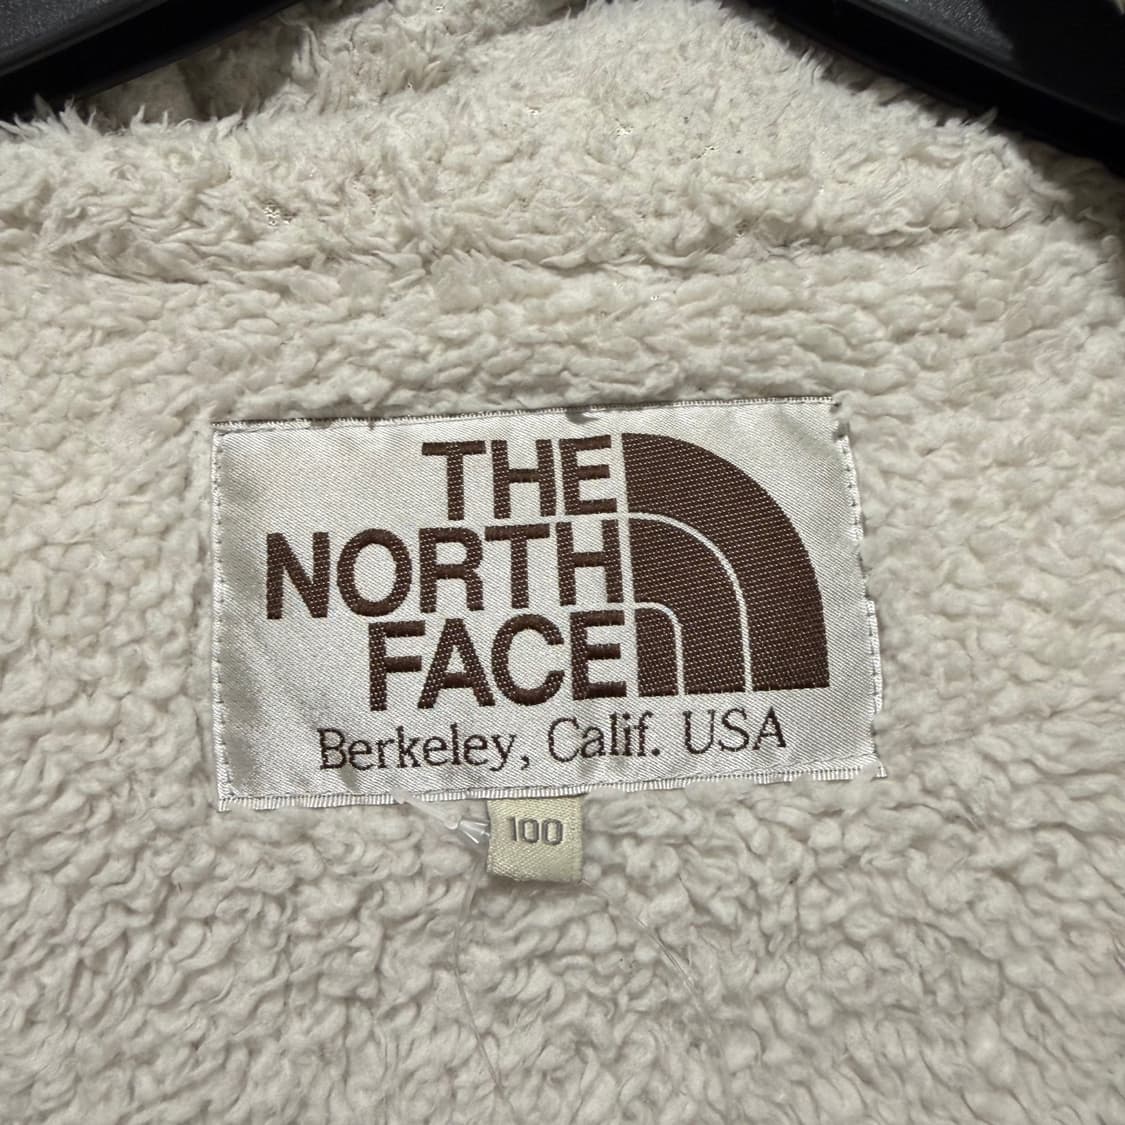 THE
NORTH
FACE
Berkeley, Calif. USA
100